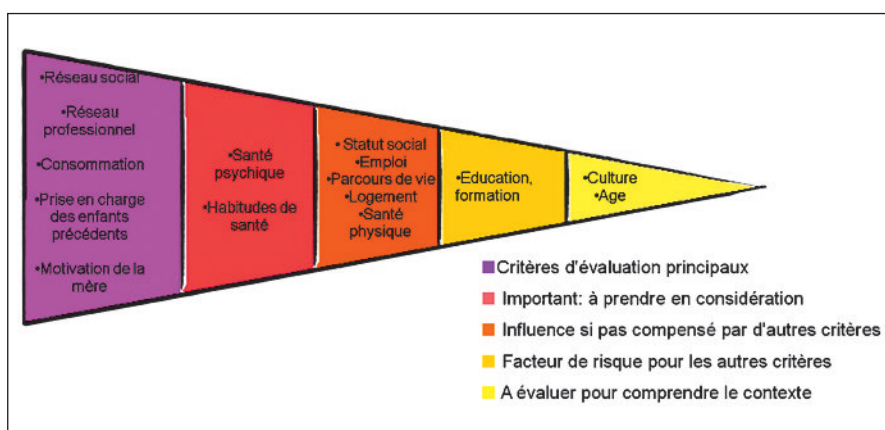 •Réseau social
•Réseau
professionnel
•Consommation
•Prise en charge
des enfants
précédents
•Motivation de la
mère
•Santé
psychique
•Habitudes de
santé
•Statut social
•Emploi
•Parcours de vie
•Logement
•Santé
physique
•Education,
formation
•Culture
•Age
Critères d'évaluation principaux
Important: à prendre en considération
Influence si pas compensé par d'autres critères
Facteur de risque pour les autres critères
A évaluer pour comprendre le contexte